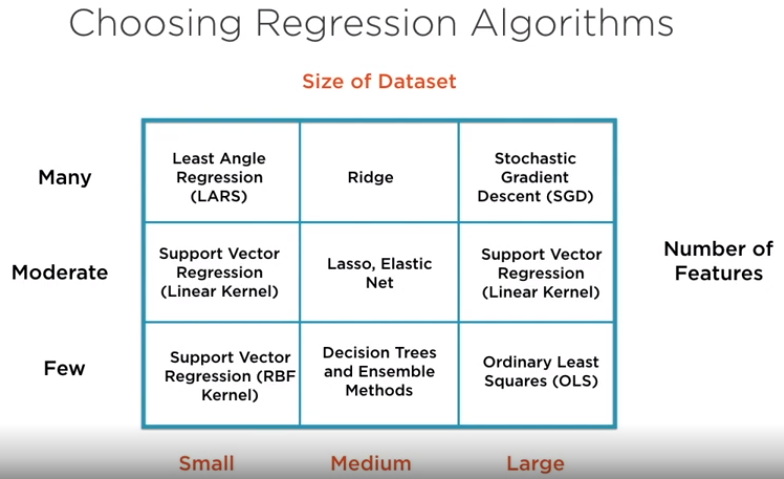 Choosing Regression Algorithms
Size of Dataset
Many
Least Angle
Regression
(LARS)
Ridge
Stochastic
Gradient
Descent (SGD)
Moderate
Support Vector
Regression
(Linear Kernel)
Lasso, Elastic
Net
Support Vector
Regression
(Linear Kernel)
Number of
Features
Few
Support Vector
Regression (RBF
Kernel)
Decision Trees
and Ensemble
Methods
Ordinary Least
Squares (OLS)
Small
Medium
Large